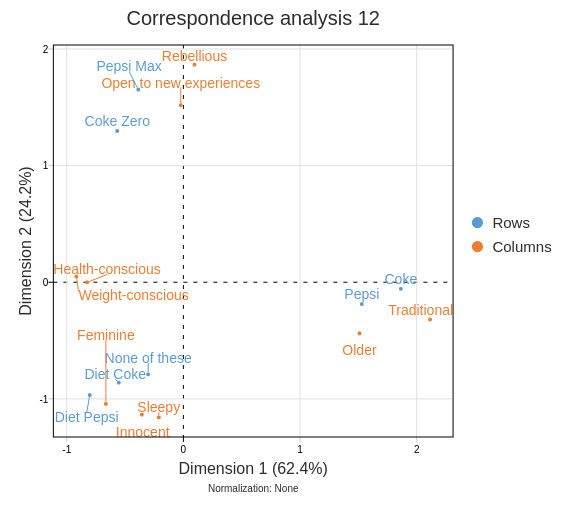 Correspondence analysis 12
2
Rebellious
Pepsi Max
Open to new experiences
Coke Zero
1
Dimension 2 (24.2%)
Rows
Columns
Health-conscious
0
Coke
Weight-conscious
Pepsi
Traditional
Feminine
Older
None of these
Diet Coke
-1
Sleepy
Diet Pepsi
Innocent
-1 0 1 2
Dimension 1 (62.4%)
Normalization: None